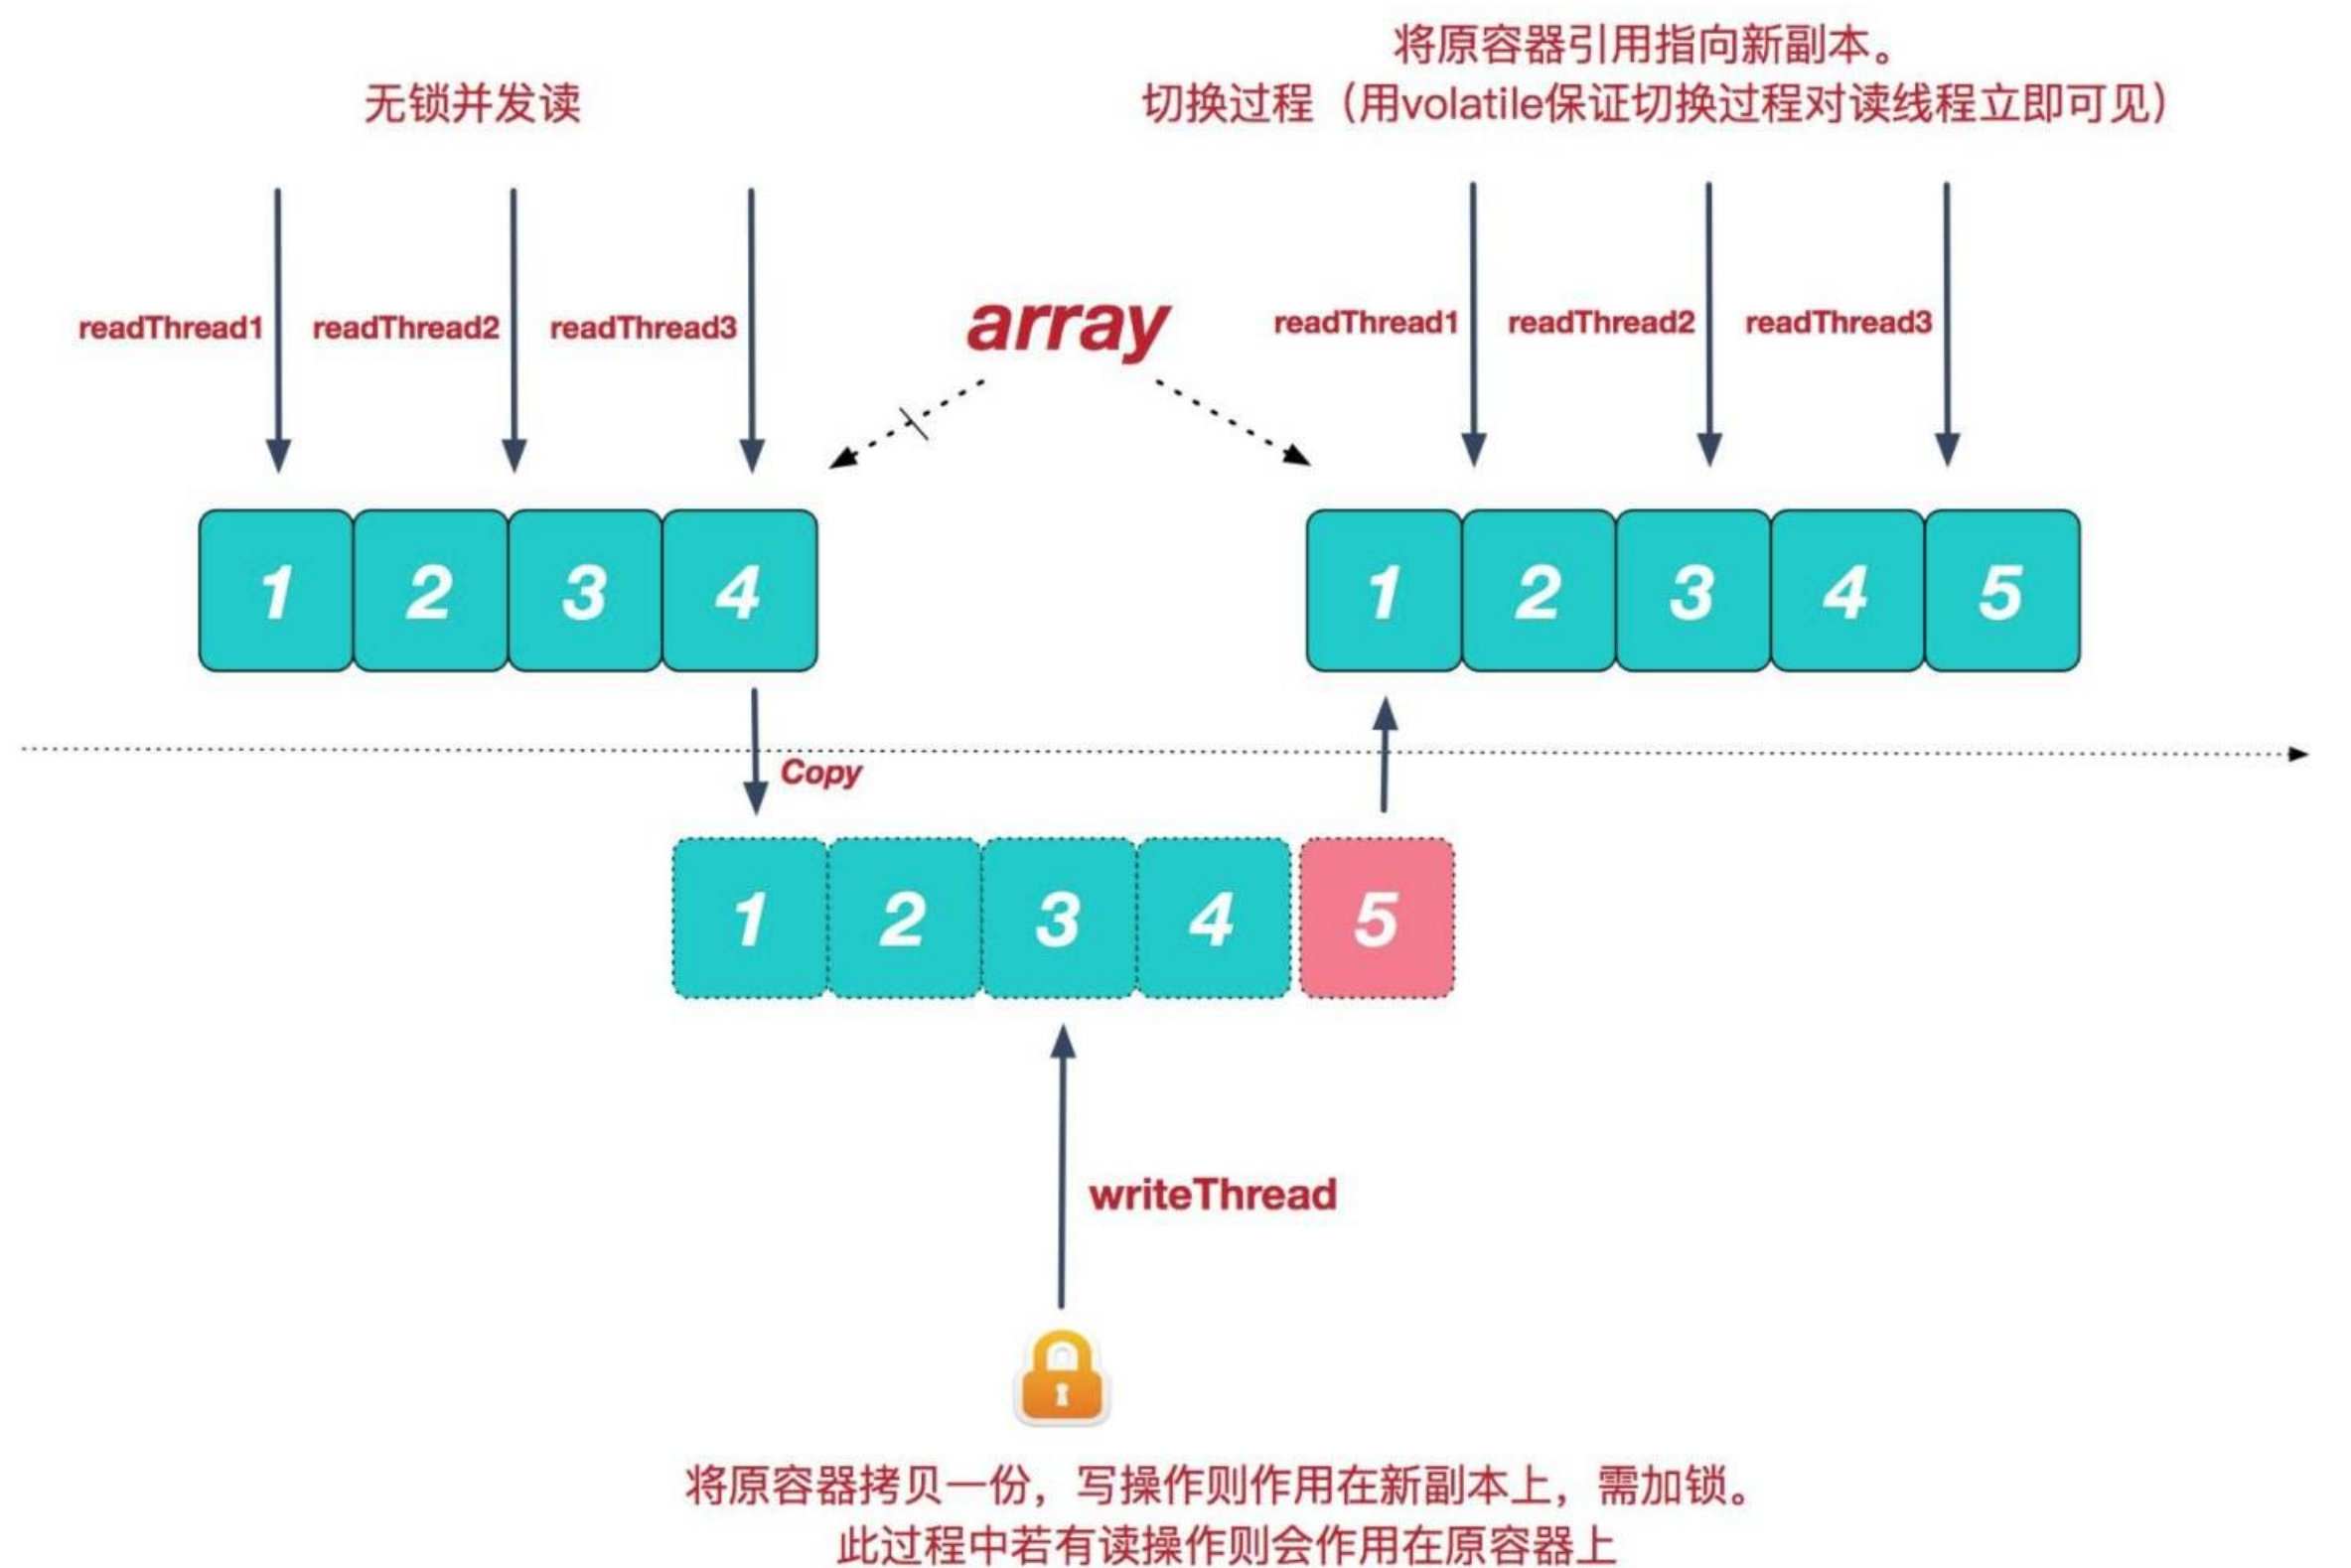 将原容器引用指向新副本。
无锁并发读
切换过程（用volatile保证切换过程对读线程立即可见）
readThread1
readThread2
readThread3
array
readThread1
readThread2
readThread3
1 2 3 4
1 2 3 4 5
Copy
1 2 3 4 5
writeThread
将原容器拷贝一份，写操作则作用在新副本上，需加锁。
此过程中若有读操作则会作用在原容器上